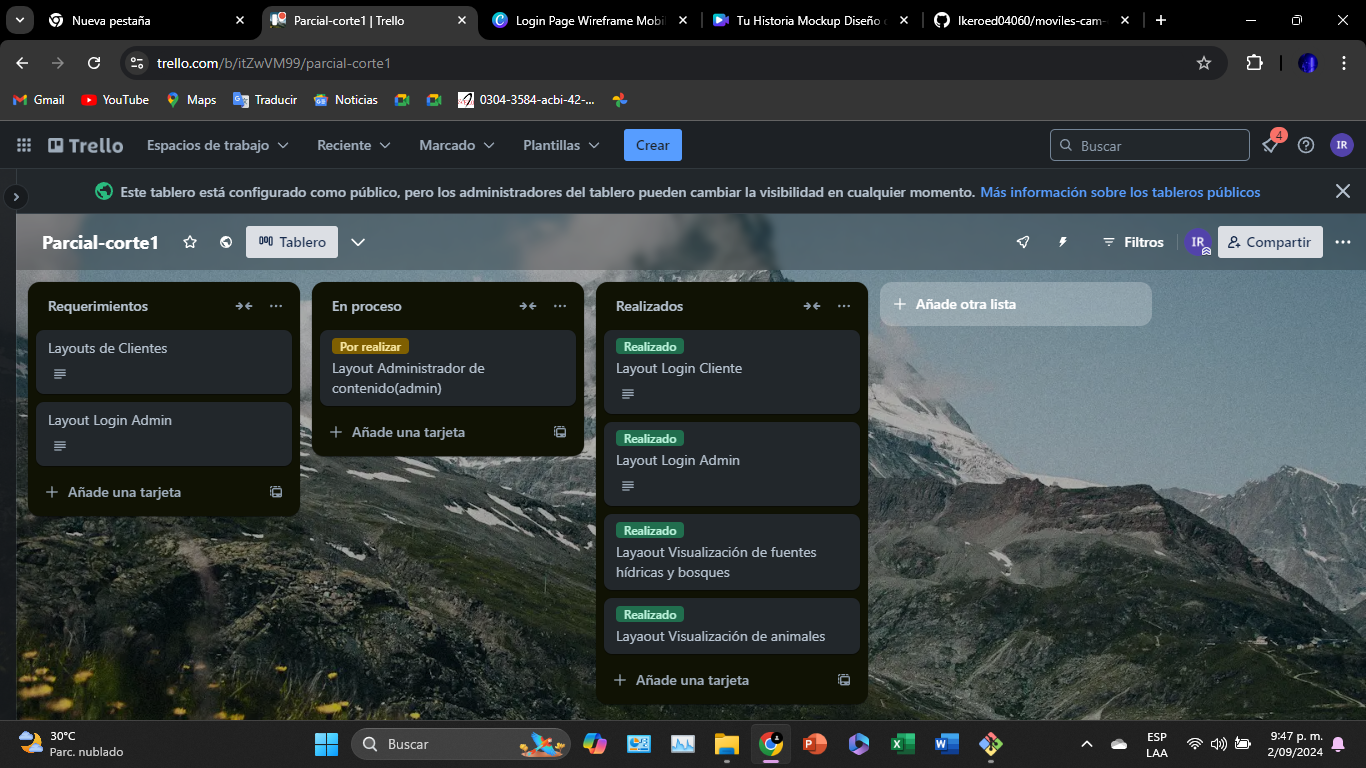 Nueva pestaña
Parcial-corte1 | Trello
Login Page Wireframe Mobil
Tu Historia Mockup Diseño
Ikeroed04060/moviles-cam-
trello.com/b/itZwVM99/parcial-corte1
Gmail
YouTube
Maps
Traducir
Noticias
0304-3584-acbi-42-...
Trello
Espacios de trabajo
Reciente
Marcado
Plantillas
Crear
Buscar
4
IR
Este tablero está configurado como público, pero los administradores del tablero pueden cambiar la visibilidad en cualquier momento. Más información sobre los tableros públicos
Parcial-corte1
Tablero
Filtros
IR
Compartir
Requerimientos
Layouts de Clientes
Layout Login Admin
Añade una tarjeta
En proceso
Por realizar
Layout Administrador de
contenido(admin)
Añade una tarjeta
Realizados
Realizado
Layout Login Cliente
Realizado
Layout Login Admin
Realizado
Layaout Visualización de fuentes
hídricas y bosques
Realizado
Layaout Visualización de animales
Añade una tarjeta
Añade otra lista
30°C
Parc. nublado
Buscar
ESP
LAA
9:47 p. m.
2/09/2024